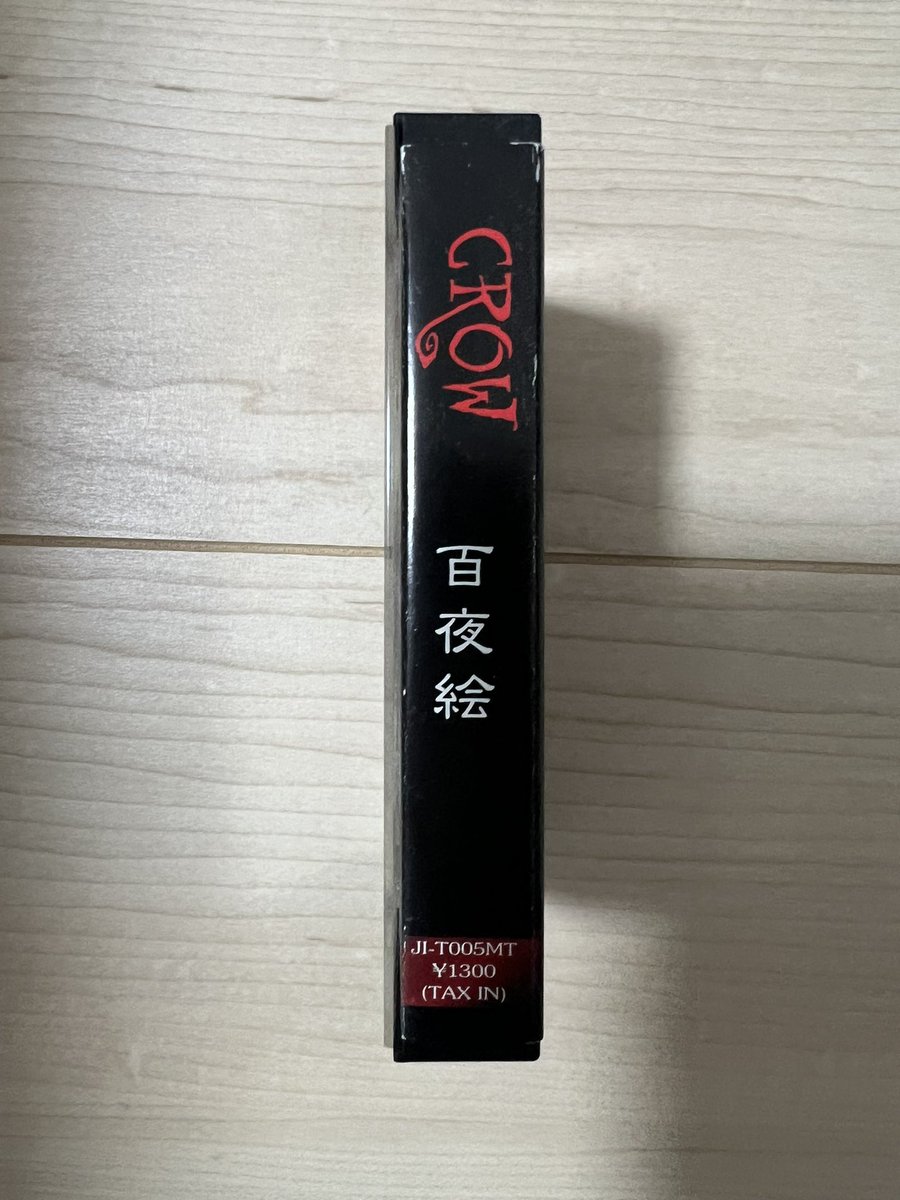 CROW
百夜絵
JI-T005MT
¥1300
(TAX IN)